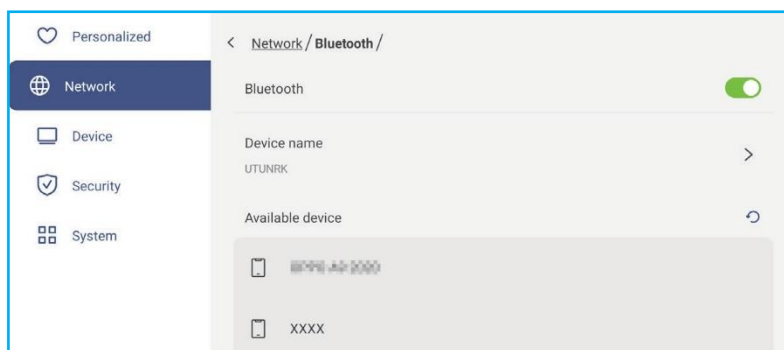 Personalized
Network
Device
Security
System
Network / Bluetooth /
Bluetooth
Device name
UTUNRK
Available device
XXXX